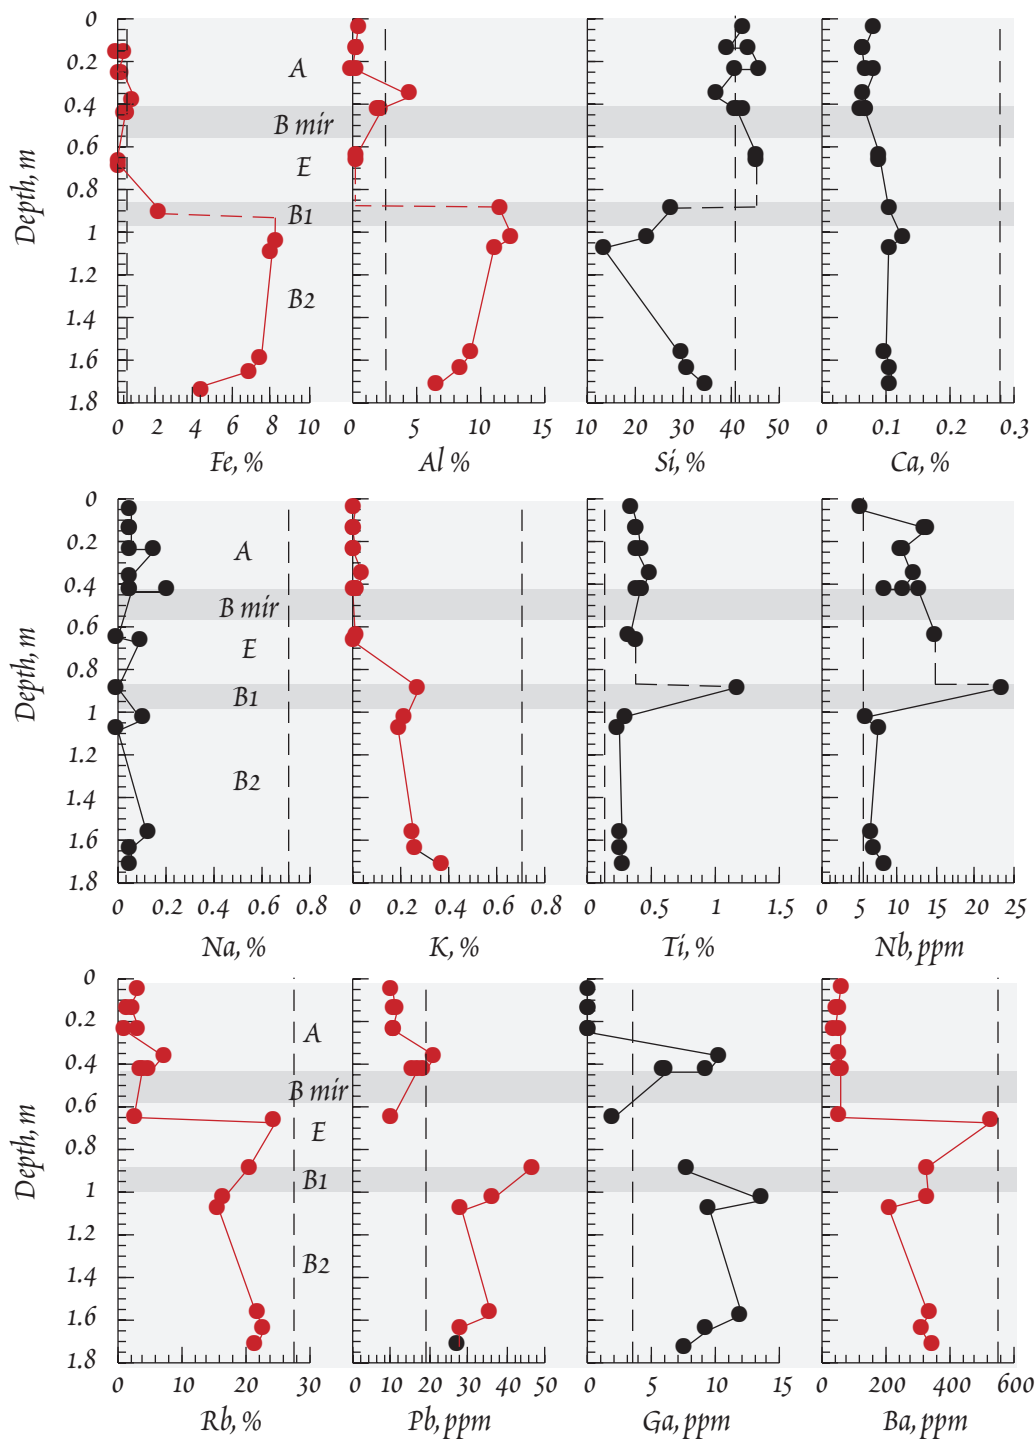 0
0.2
0.4
0.6
0.8
1
1.2
1.4
1.6
1.8
Depth, m
A
B mir
E
B1
B2
0 2 4 6 8 10
Fe, %
0 5 10 15
Al %
10 30 40 50
Si, %
0 0.1 0.2 0.3
Ca, %
0
0.2
0.4
0.6
0.8
1
1.2
1.4
1.6
1.8
Depth, m
A
B mir
E
B1
B2
0 0.2 0.4 0.6 0.8
Na, %
0 0.2 0.4 0.6 0.8
K, %
0 0.5 1 1.5
Ti, %
0 5 10 15 20 25
Nb, ppm
0
0.2
0.4
0.6
0.8
1
1.2
1.4
1.6
1.8
Depth, m
A
B mir
E
B1
B2
0 10 20 30
Rb, %
0 10 20 30 40 50
Pb, ppm
0 5 10 15
Ga, ppm
0 200 400 600
Ba, ppm